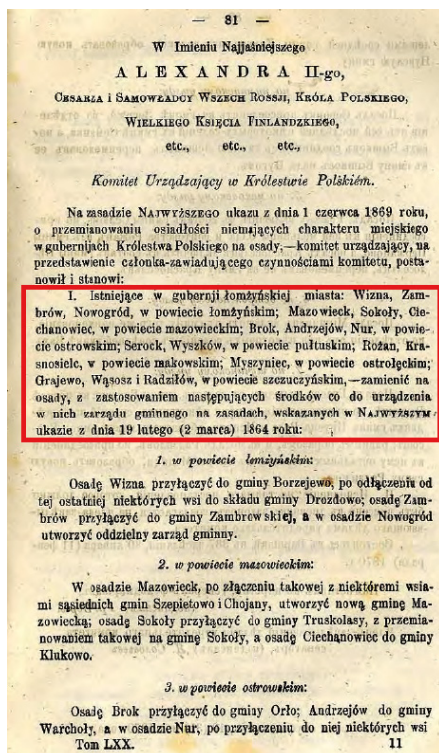 — 81 —
W Imieniu Najjaśniejszego
ALEXANDRA II-go,
Cesarza i Samowładcy Wszech Rossji, Króla Polskiego,
Wielkiego Księcia Finlandzkiego,
etc., etc., etc.,
Komitet Urządzający w Królestwie Polskiém.
Na zasadzie Najwyższego ukazu z dnia 1 czerwca 1869 roku,
o przemianowaniu osiadłości niemających charakteru miejskiego
w gubernijach Królestwa Polskiego na osady,—komitet urządzający, na
przedstawienie członka-zawiadującego czynnościami komitetu, posta-
nowił i stanowi:
I. Istniejące w gubernji łomżyńskiej miasta: Wizna, Zam-
brów, Nowogród, w powiecie łomżyńskim; Mazowieck, Sokoły, Cie-
chanowiec, w powiecie mazowieckim; Brok, Andrzejów, Nur, w powie-
cie ostrowskim; Serock, Wyszków, w powiecie pułtuskim; Rożan, Kra-
snosielc, w powiecie makowskim; Myszyniec, w powiecie ostrołęckim;
Grajewo, Wąsosz i Radziłów, w powiecie szczuczyńskim,—zamienić na
osady, z zastosowaniem następujących środków co do urządzenia
w nich zarządu gminnego na zasadach, wskazanych w Najwyższym
ukazie z dnia 19 lutego (2 marca) 1864 roku:
1. w powiecie łomżyńskim:
Osadę Wizna przyłączyć do gminy Borzejewo, po odłączeniu od
tej ostatniej niektórych wsi do składu gminy Drozdowo; osadę Zam-
brów przyłączyć do gminy Zambrowskiej, a w osadzie Nowogród
utworzyć oddzielny zarząd gminny.
2. w powiecie mazowieckim:
W osadzie Mazowieck, po złączeniu takowej z niektóremi wsia-
mi sąsiednich gmin Szepietowo i Chojany, utworzyć nową gminę Ma-
zowiecką; osadę Sokoły przyłączyć do gminy Truskolasy, z przemia-
nowaniem takowej na gminę Sokoły, a osadę Ciechanowiec do gminy
Klukowo.
3. w powiecie ostrowskim:
Osadę Brok przyłączyć do gminy Orło; Andrzejów do gminy
Warchoły, a w osadzie Nur, po przyłączeniu do niej niektórych wsi
Tom LXX. 11